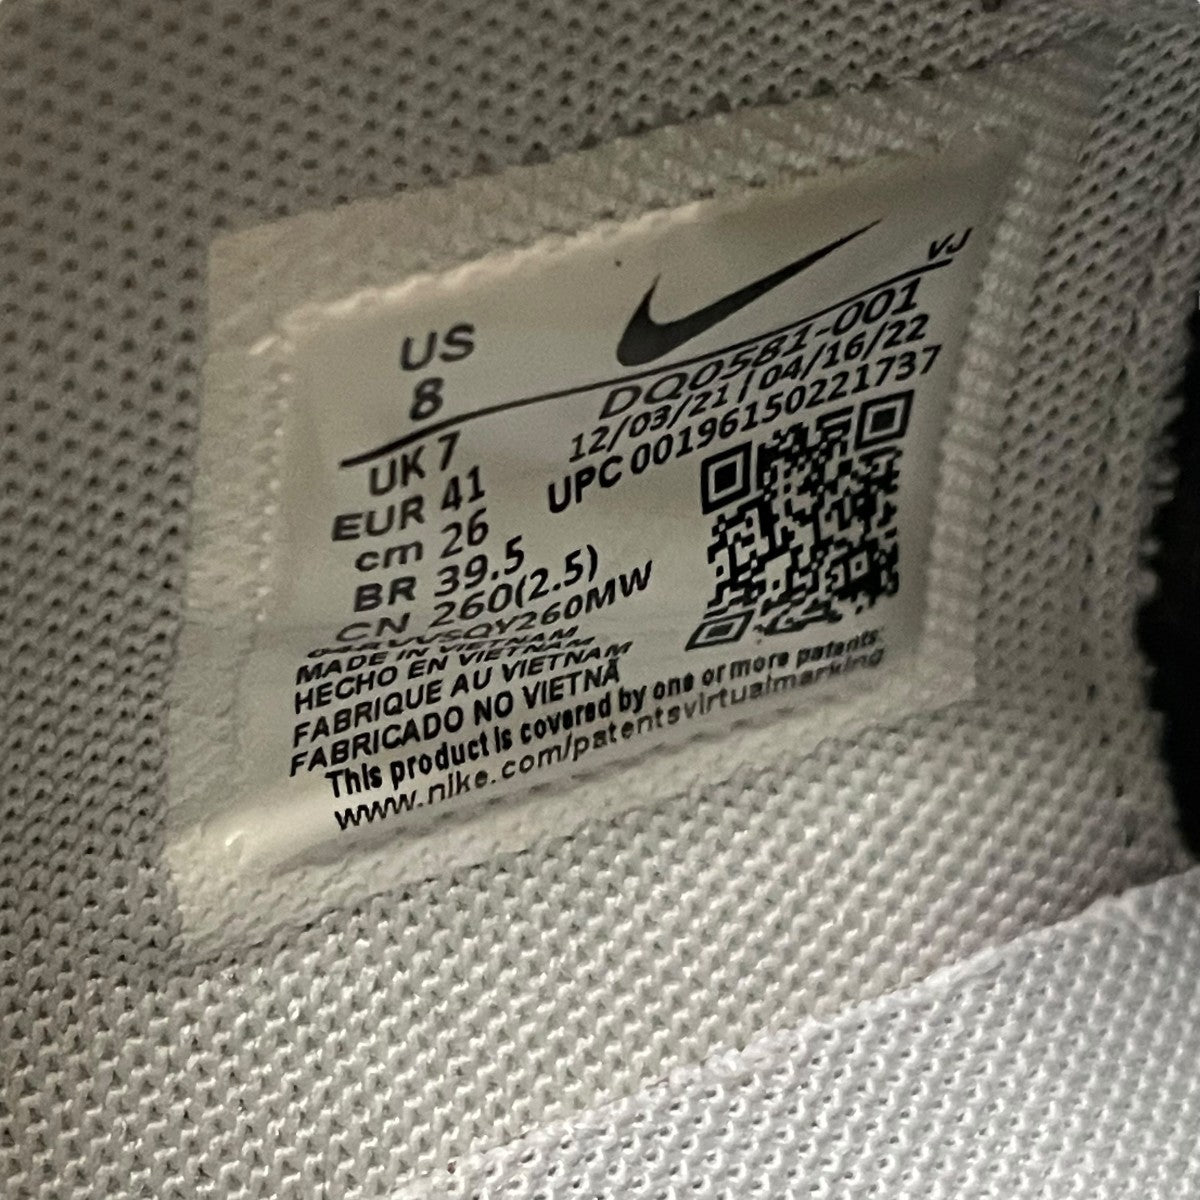 US
8
VJ
DQ0581-001
12/03/21 | 04/16/22
UPC 00196150221737
UK 7
EUR 41
cm 26
BR 39.5
CN 260(2.5)
MADE IN VIETNAM
HECHO EN VIETNAM
FABRIQUE AU VIETNAM
FABRICADO NO VIETNÃ
This product is covered by one or more patents.
www.nike.com/patentsvirtualmarking